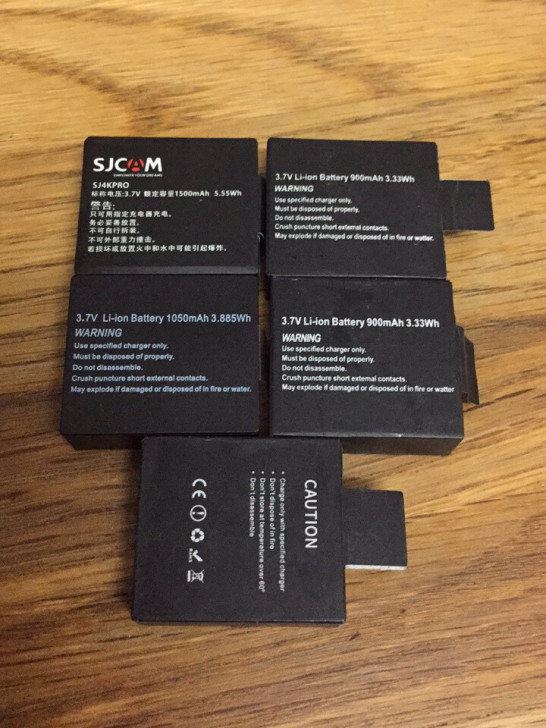 SJCAM
EMPOWER YOUR DREAMS
SJ4KPRO
标称电压:3.7V 额定容量1500mAh 5.55Wh
警告:
只可用指定充电器充电。
务必妥善放置。
不可自行拆装。
不可外部重力撞击。
若损坏或放置火中和水中可能引起爆炸。
3.7V Li-ion Battery 900mAh 3.33Wh
WARNING
Use specified charger only.
Must be disposed of properly.
Do not disassemble.
Crush puncture short external contacts.
May explode if damaged or disposed of in fire or watter.
3.7V Li-ion Battery 1050mAh 3.885Wh
WARNING
Use specified charger only.
Must be disposed of properly.
Do not disassemble.
Crush puncture short external contacts.
May explode if damaged or disposed of in fire or water.
3.7V Li-ion Battery 900mAh 3.33Wh
WARNING
Use specified charger only.
Must be disposed of properly.
Do not disassemble.
Crush puncture short external contacts.
May explode if damaged or disposed of in fire or watter
CAUTION
• Charge only with specified charger
• Don't dispose of in fire
• Don't store at temperature over 60°
• Don't disassemble
CE
RoHS